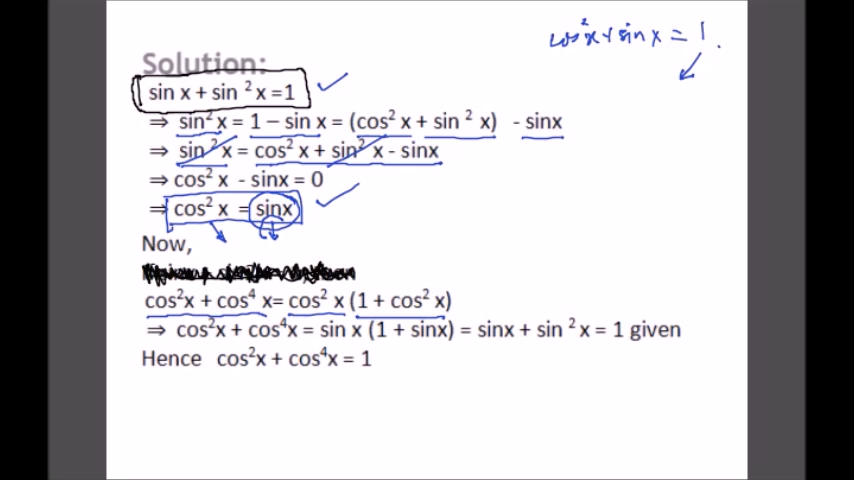 cos²x + sin x = 1.
Solution:
sin x + sin ²x =1
⇒ sin²x = 1 – sin x = (cos² x + sin ² x) - sinx
⇒ sin ² x = cos² x + sin² x - sinx
⇒ cos² x - sinx = 0
⇒ cos² x = sinx
Now,
cos²x + cos⁴ x= cos² x (1 + cos² x)
⇒ cos²x + cos⁴x = sin x (1 + sinx) = sinx + sin ²x = 1 given
Hence cos²x + cos⁴x = 1